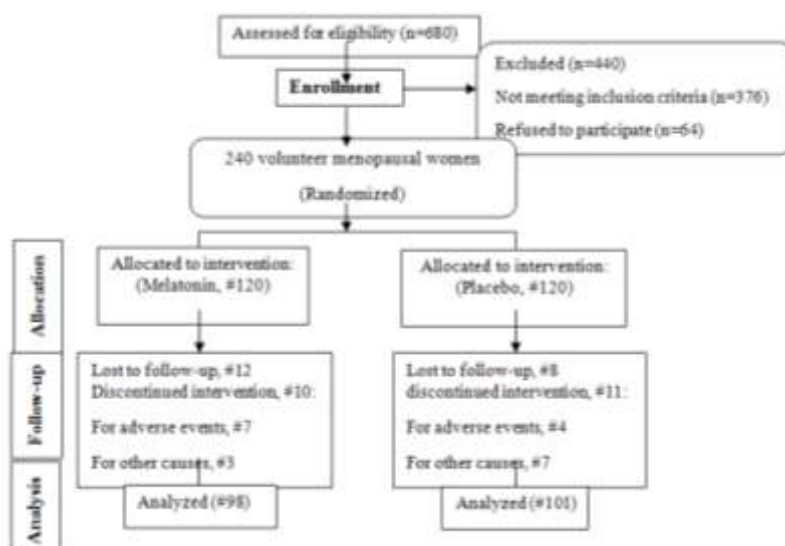 Assessed for eligibility (n=680)
Enrollment
Excluded (n=440)
Not meeting inclusion criteria (n=376)
Refused to participate (n=64)
240 volunteer menopausal women
(Randomized)
Allocation
Allocated to intervention:
(Melatonin, #120)
Allocated to intervention:
(Placebo, #120)
Follow-up
Lost to follow-up, #12
Discontinued intervention, #10:
For adverse events, #7
For other causes, #3
Lost to follow-up, #8
discontinued intervention, #11:
For adverse events, #4
For other causes, #7
Analysis
Analyzed (#98)
Analyzed (#101)